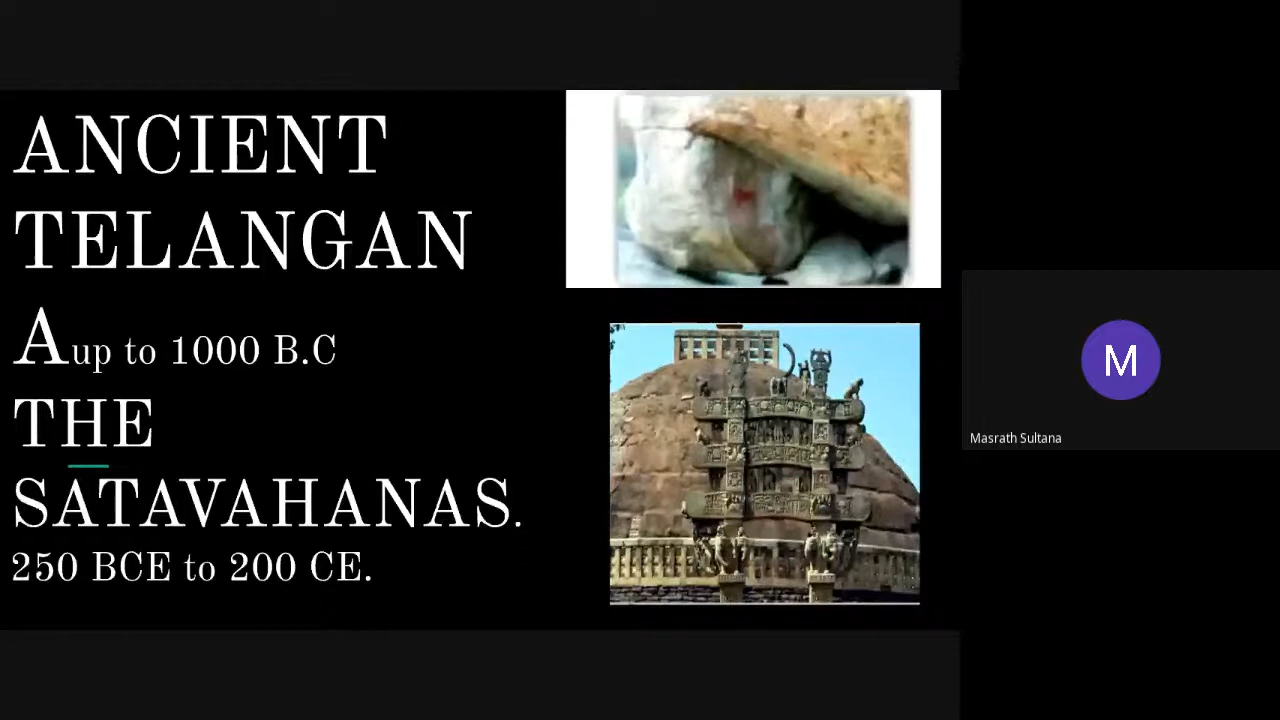 ANCIENT
TELANGAN
Aup to 1000 B.C
THE
SATAVAHANAS.
250 BCE to 200 CE.
M
Masrath Sultana